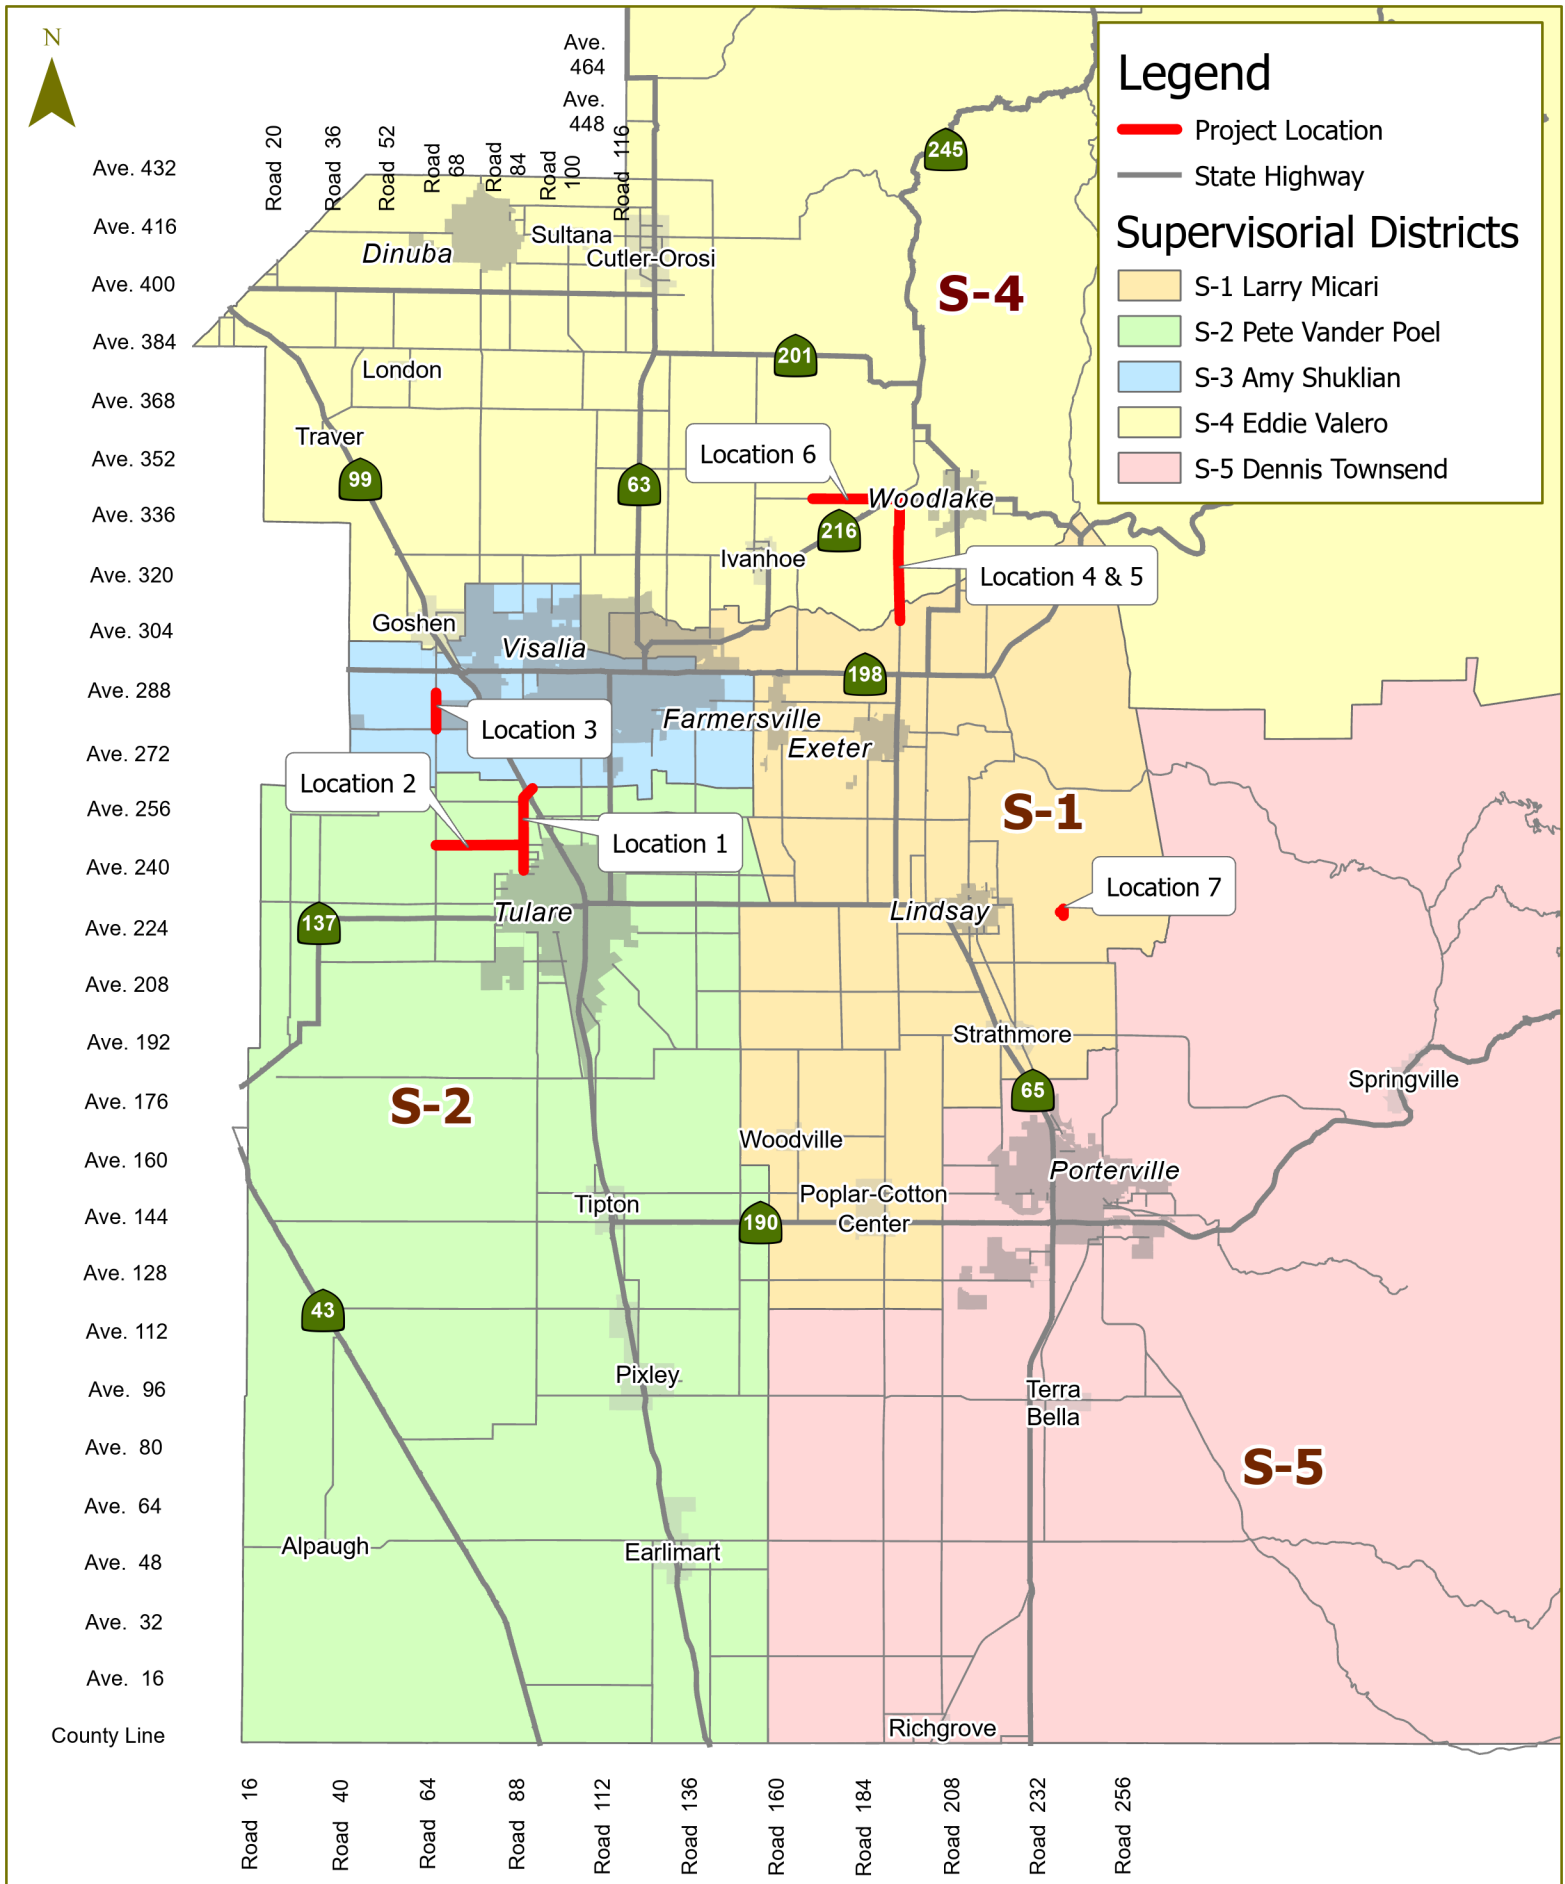 N
Legend
Project Location
State Highway
Supervisorial Districts
S-1 Larry Micari
S-2 Pete Vander Poel
S-3 Amy Shuklian
S-4 Eddie Valero
S-5 Dennis Townsend
Ave.
464
Ave.
448
Road 20
Road 36
Road 52
Road
68
Road
84
Road
100
Road 116
Ave. 432
Ave. 416
Ave. 400
Ave. 384
Ave. 368
Ave. 352
Ave. 336
Ave. 320
Ave. 304
Ave. 288
Ave. 272
Ave. 256
Ave. 240
Ave. 224
Ave. 208
Ave. 192
Ave. 176
Ave. 160
Ave. 144
Ave. 128
Ave. 112
Ave. 96
Ave. 80
Ave. 64
Ave. 48
Ave. 32
Ave. 16
County Line
245
Sultana
Dinuba
Cutler-Orosi
S-4
201
London
Traver
Location 6
99
63
Woodlake
216
Ivanhoe
Location 4 & 5
Goshen
Visalia
198
Farmersville
Location 3
Exeter
Location 2
S-1
Location 1
Location 7
Tulare
Lindsay
137
Strathmore
Springville
65
S-2
Woodville
Porterville
Poplar-Cotton
Center
Tipton
190
43
Pixley
Terra
Bella
S-5
Alpaugh
Earlimart
Richgrove
Road 16
Road 40
Road 64
Road 88
Road 112
Road 136
Road 160
Road 184
Road 208
Road 232
Road 256